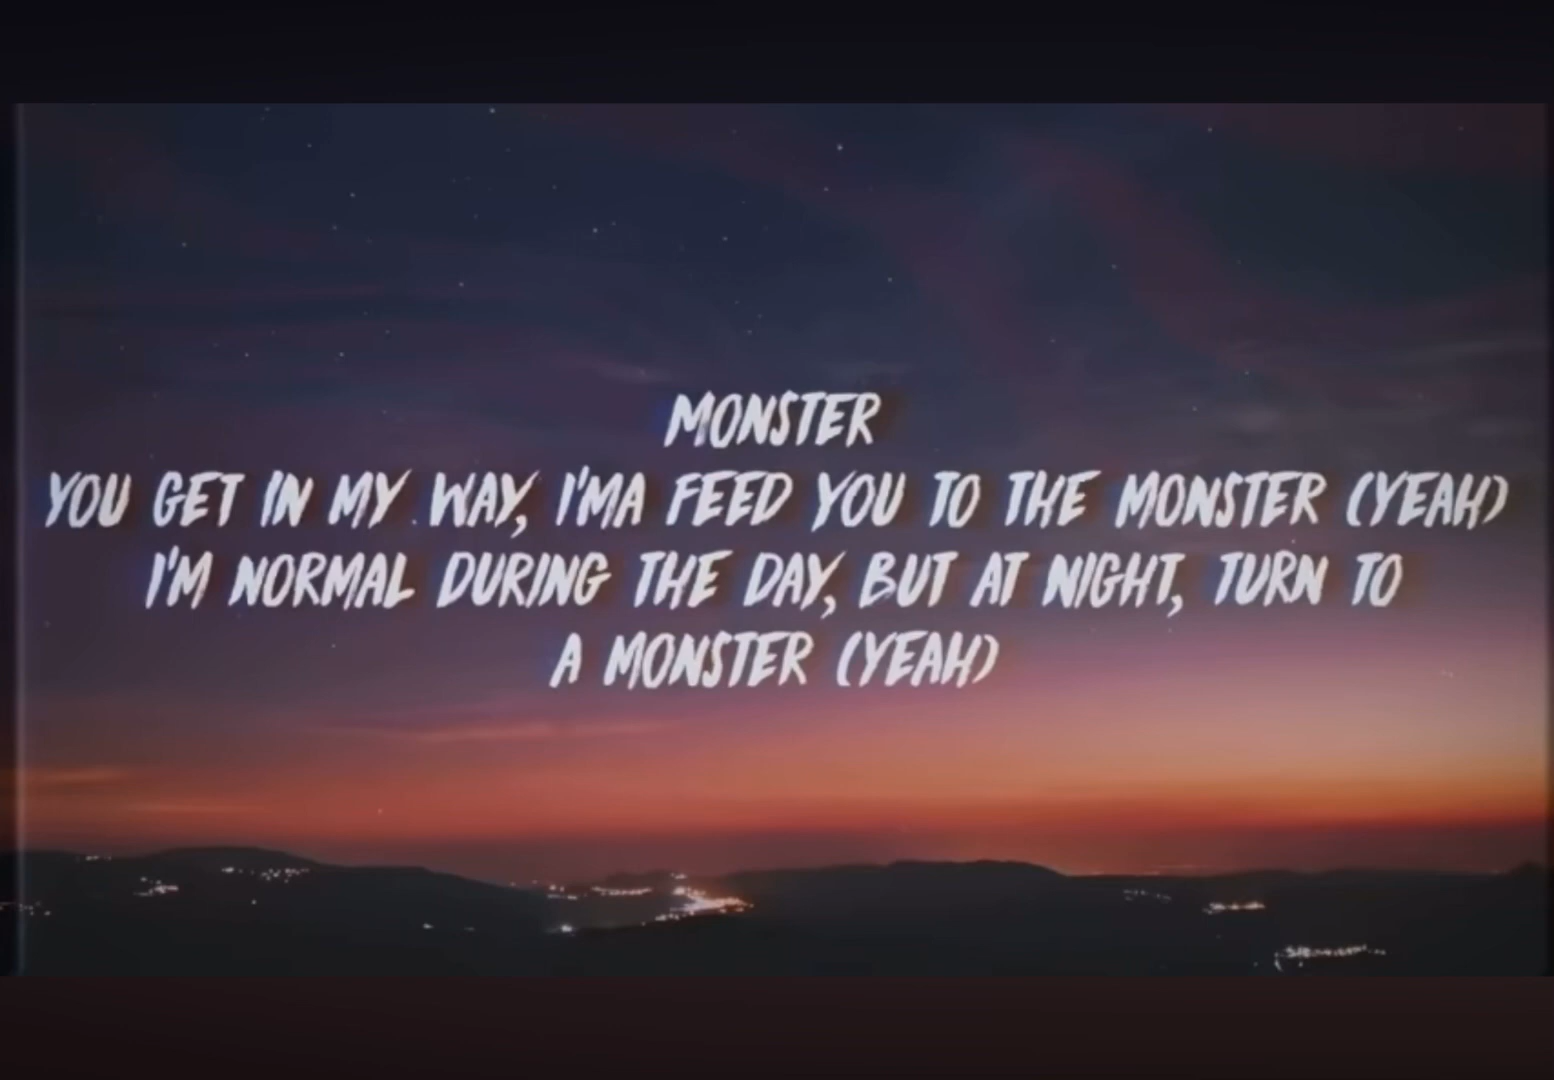 MONSTER
YOU GET IN MY WAY, I'MA FEED YOU TO THE MONSTER (YEAH)
I'M NORMAL DURING THE DAY, BUT AT NIGHT, TURN TO
A MONSTER (YEAH)